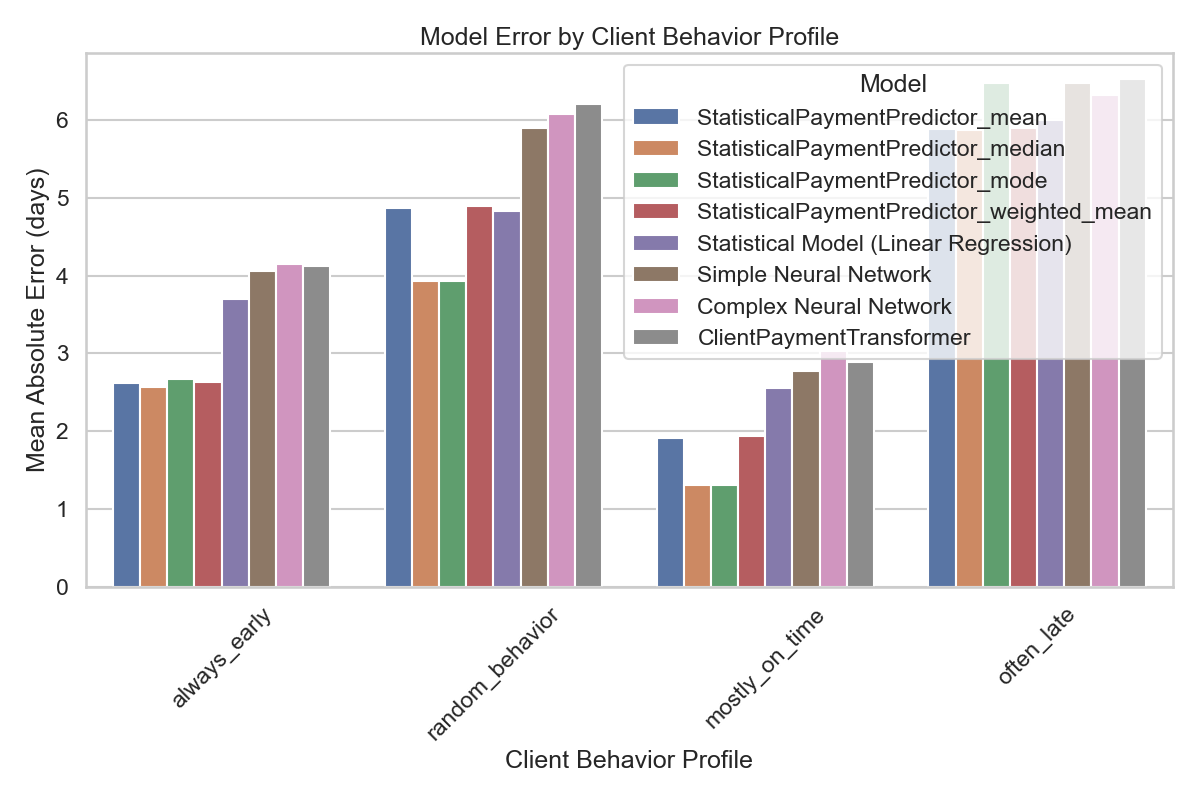 Model Error by Client Behavior Profile
Mean Absolute Error (days)
6
5
4
3
2
1
0
Model
StatisticalPaymentPredictor_mean
StatisticalPaymentPredictor_median
StatisticalPaymentPredictor_mode
StatisticalPaymentPredictor_weighted_mean
Statistical Model (Linear Regression)
Simple Neural Network
Complex Neural Network
ClientPaymentTransformer
always_early
random_behavior
mostly_on_time
often_late
Client Behavior Profile